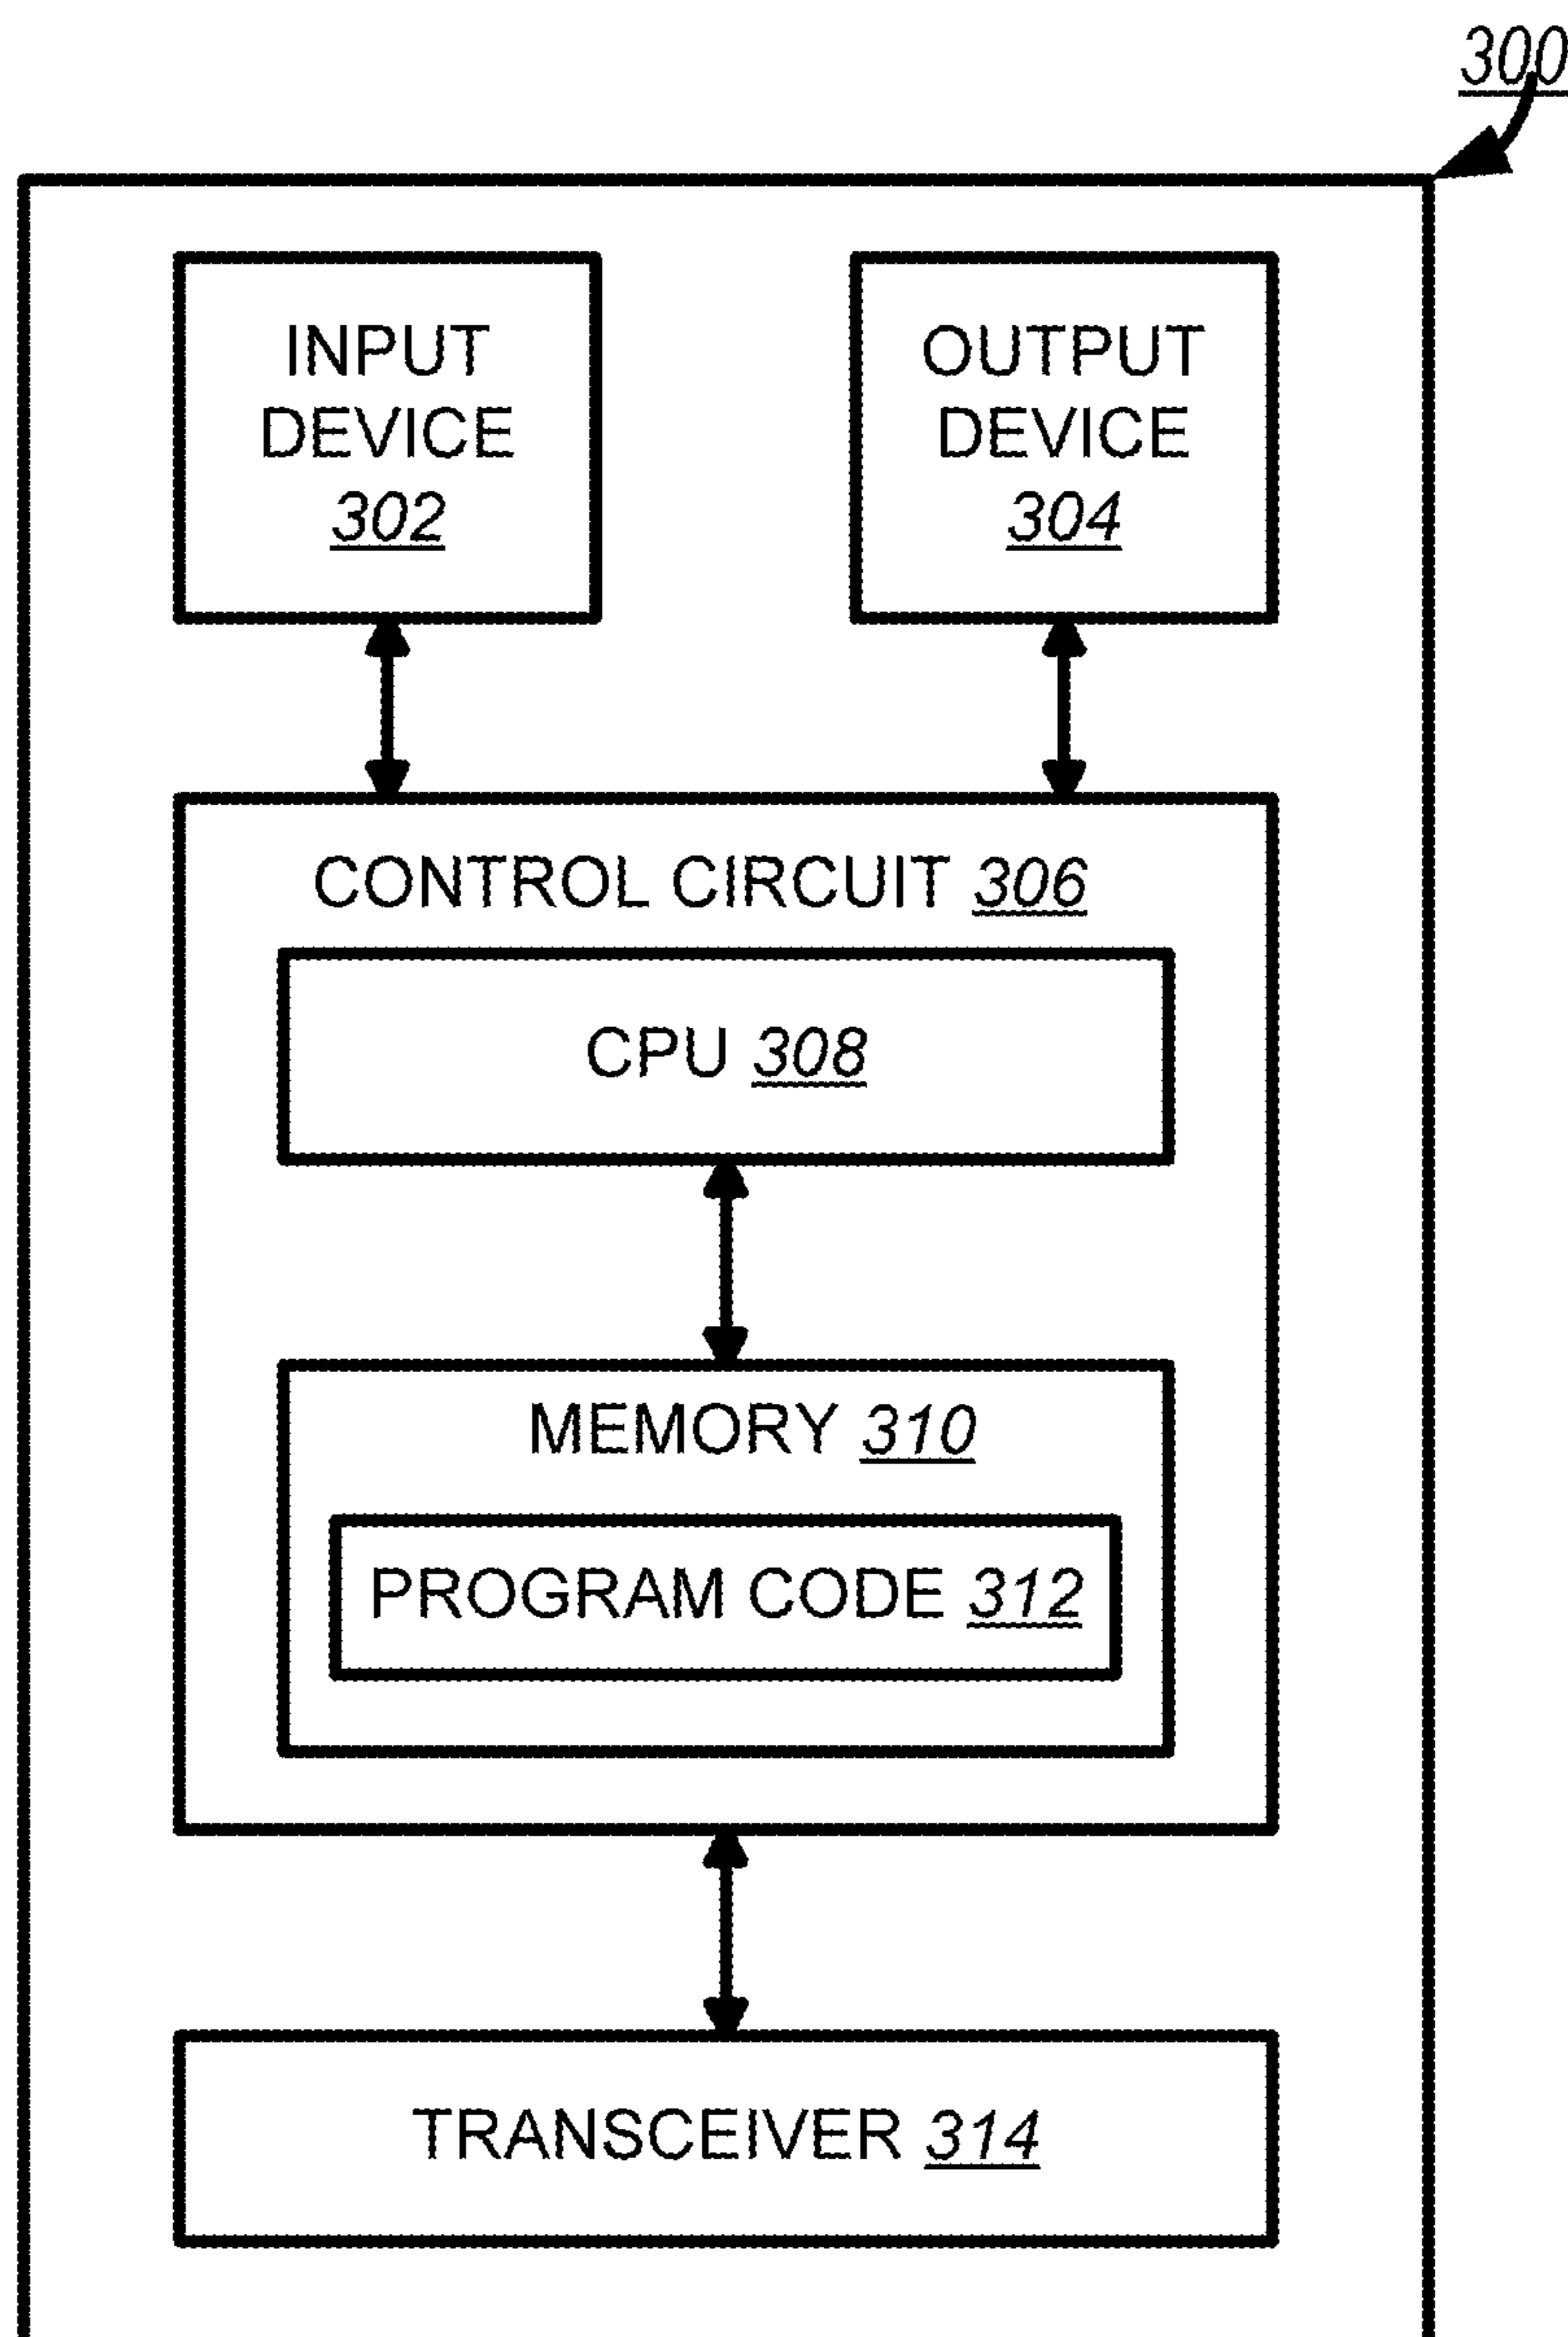 300
INPUT
DEVICE
302
OUTPUT
DEVICE
304
CONTROL CIRCUIT 306
CPU 308
MEMORY 310
PROGRAM CODE 312
TRANSCEIVER 314